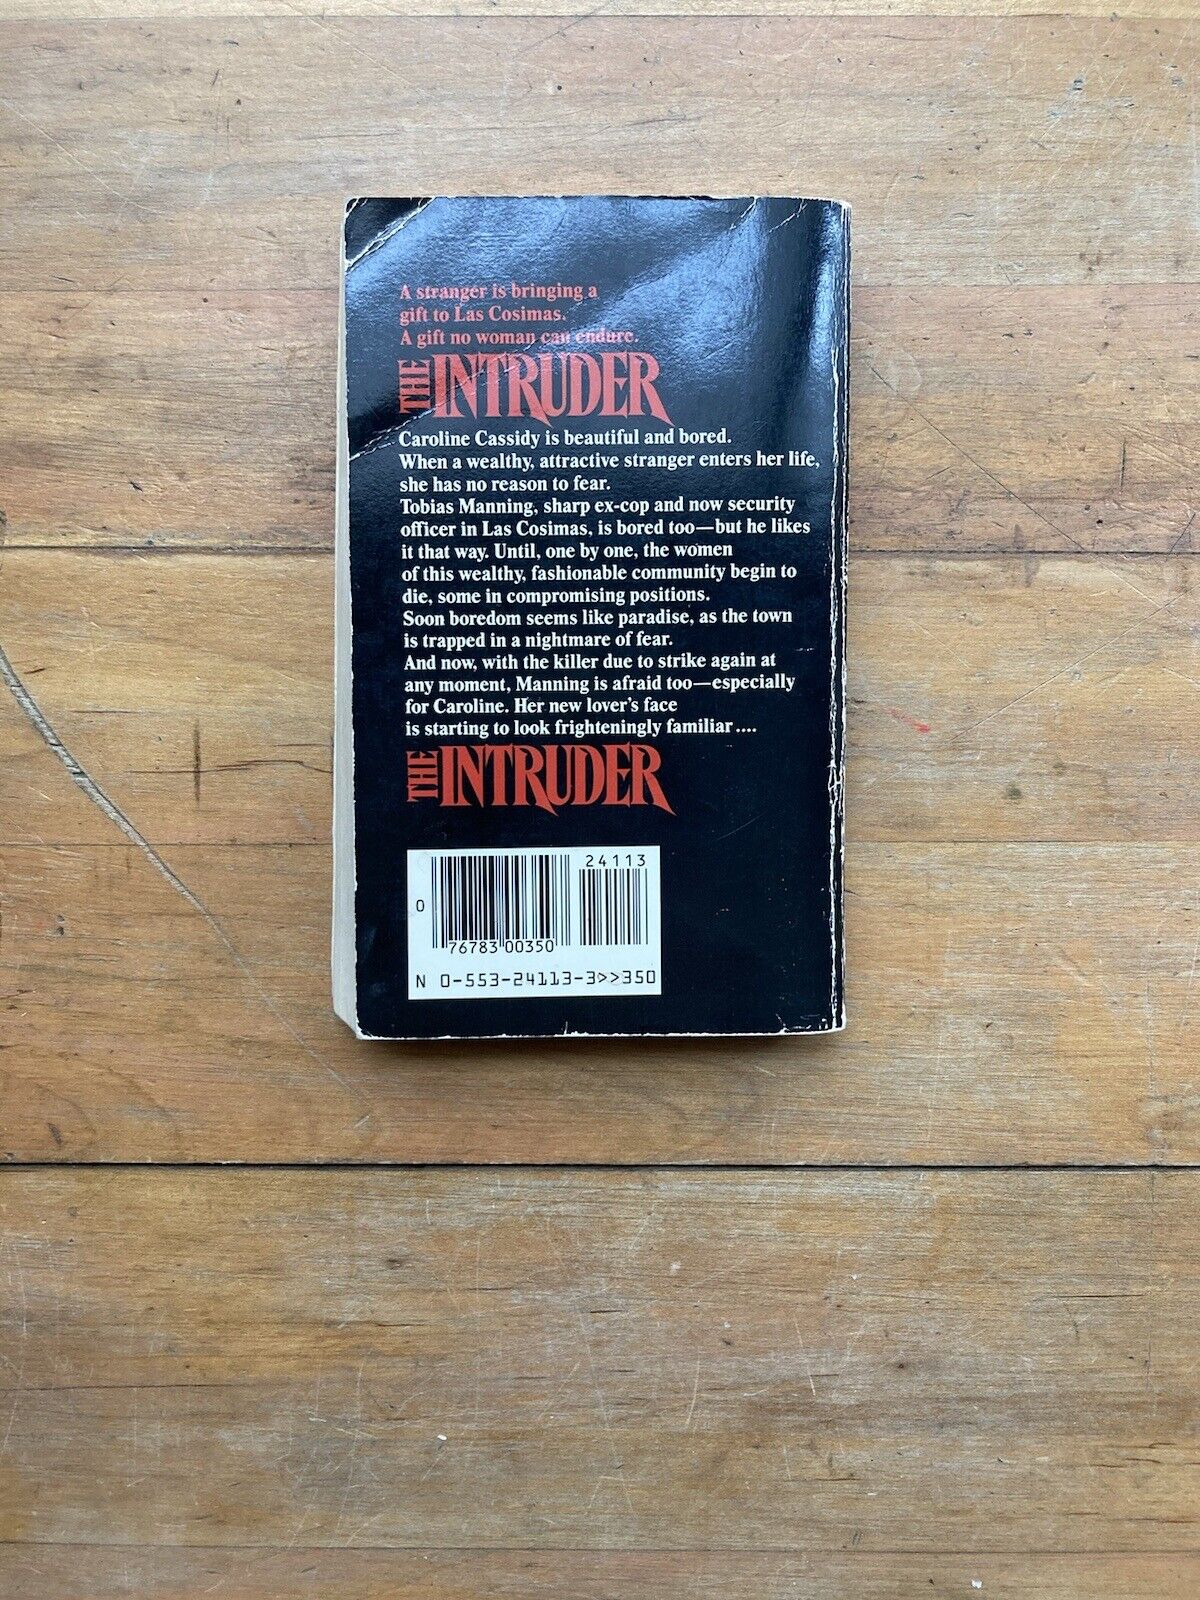 A stranger is bringing a
gift to Las Cosimas.
A gift no woman can endure.
THE INTRUDER
Caroline Cassidy is beautiful and bored.
When a wealthy, attractive stranger enters her life,
she has no reason to fear.
Tobias Manning, sharp ex-cop and now security
officer in Las Cosimas, is bored too—but he likes
it that way. Until, one by one, the women
of this wealthy, fashionable community begin to
die, some in compromising positions.
Soon boredom seems like paradise, as the town
is trapped in a nightmare of fear.
And now, with the killer due to strike again at
any moment, Manning is afraid too—especially
for Caroline. Her new lover's face
is starting to look frighteningly familiar....
THE INTRUDER
24113
0
76783 00350
N 0-553-24113-3>>350